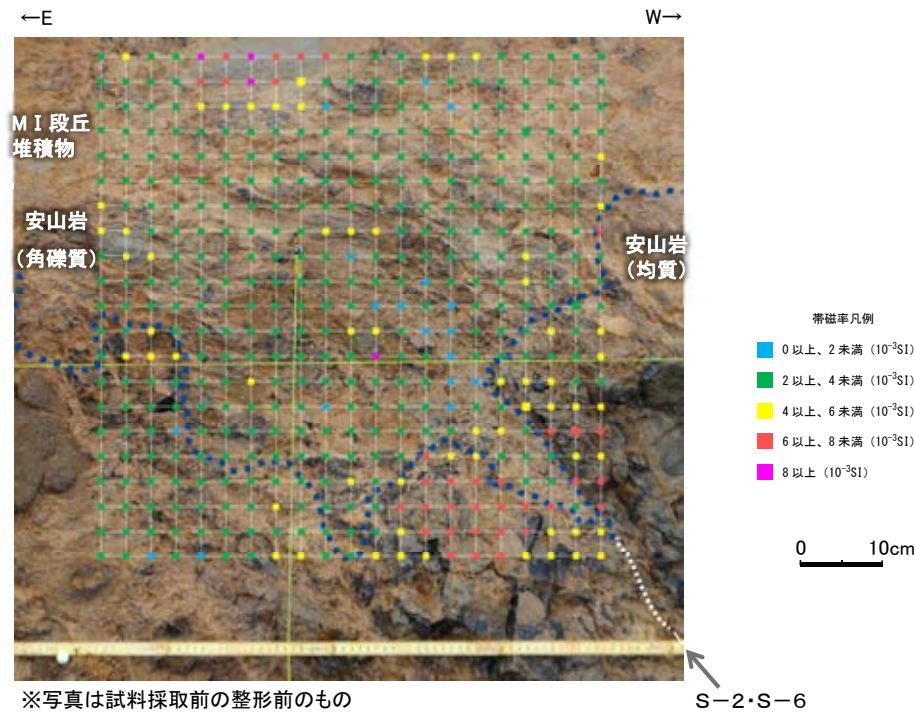 ←E
W→
MⅠ段丘
堆積物
安山岩
(角礫質)
安山岩
(均質)
帯磁率凡例
0以上、2未満(10⁻³SI)
2以上、4未満(10⁻³SI)
4以上、6未満(10⁻³SI)
6以上、8未満(10⁻³SI)
8以上(10⁻³SI)
0 10cm
※写真は試料採取前の整形前のもの
S-2・S-6